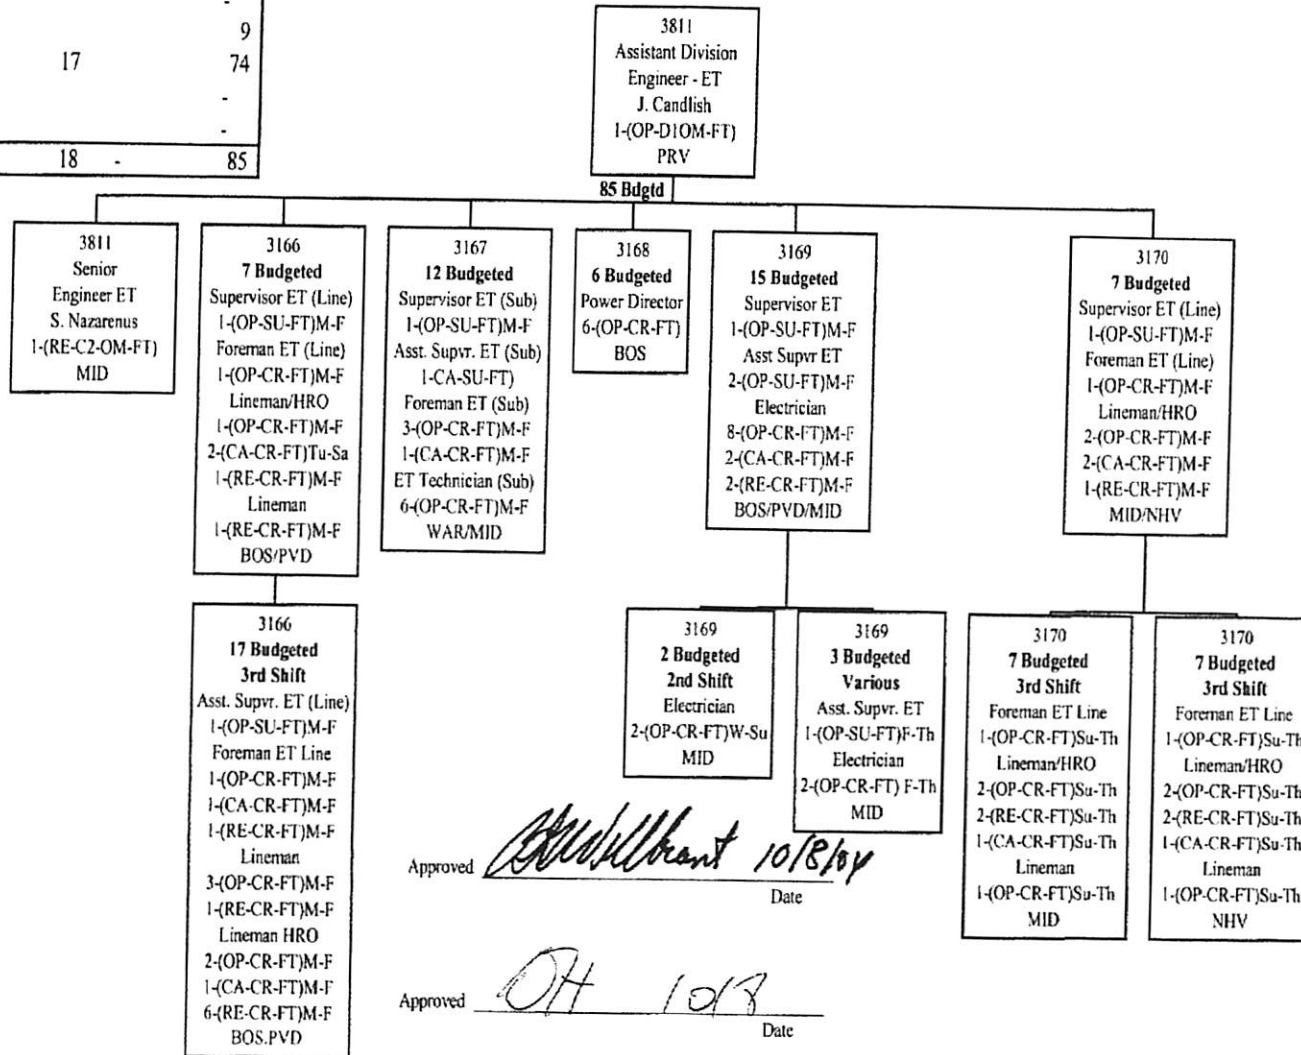 -
9
17 74
-
-
18 - 85
3811
Assistant Division
Engineer - ET
J. Candlish
1-(OP-D1OM-FT)
PRV
85 Bdgtd
3811
Senior
Engineer ET
S. Nazarenus
1-(RE-C2-OM-FT)
MID
3166
7 Budgeted
Supervisor ET (Line)
1-(OP-SU-FT)M-F
Foreman ET (Line)
1-(OP-CR-FT)M-F
Lineman/HRO
1-(OP-CR-FT)M-F
2-(CA-CR-FT)Tu-Sa
1-(RE-CR-FT)M-F
Lineman
1-(RE-CR-FT)M-F
BOS/PVD
3167
12 Budgeted
Supervisor ET (Sub)
1-(OP-SU-FT)M-F
Asst. Supvr. ET (Sub)
1-CA-SU-FT)
Foreman ET (Sub)
3-(OP-CR-FT)M-F
1-(CA-CR-FT)M-F
ET Technician (Sub)
6-(OP-CR-FT)M-F
WAR/MID
3168
6 Budgeted
Power Director
6-(OP-CR-FT)
BOS
3169
15 Budgeted
Supervisor ET
1-(OP-SU-FT)M-F
Asst Supvr ET
2-(OP-SU-FT)M-F
Electrician
8-(OP-CR-FT)M-F
2-(CA-CR-FT)M-F
2-(RE-CR-FT)M-F
BOS/PVD/MID
3170
7 Budgeted
Supervisor ET (Line)
1-(OP-SU-FT)M-F
Foreman ET (Line)
1-(OP-CR-FT)M-F
Lineman/HRO
2-(OP-CR-FT)M-F
2-(CA-CR-FT)M-F
1-(RE-CR-FT)M-F
MID/NHV
3166
17 Budgeted
3rd Shift
Asst. Supvr. ET (Line)
1-(OP-SU-FT)M-F
Foreman ET Line
1-(OP-CR-FT)M-F
1-(CA-CR-FT)M-F
1-(RE-CR-FT)M-F
Lineman
3-(OP-CR-FT)M-F
1-(RE-CR-FT)M-F
Lineman HRO
2-(OP-CR-FT)M-F
1-(CA-CR-FT)M-F
6-(RE-CR-FT)M-F
BOS.PVD
3169
2 Budgeted
2nd Shift
Electrician
2-(OP-CR-FT)W-Su
MID
3169
3 Budgeted
Various
Asst. Supvr. ET
1-(OP-SU-FT)F-Th
Electrician
2-(OP-CR-FT) F-Th
MID
3170
7 Budgeted
3rd Shift
Foreman ET Line
1-(OP-CR-FT)Su-Th
Lineman/HRO
2-(OP-CR-FT)Su-Th
2-(RE-CR-FT)Su-Th
1-(CA-CR-FT)Su-Th
Lineman
1-(OP-CR-FT)Su-Th
MID
3170
7 Budgeted
3rd Shift
Foreman ET Line
1-(OP-CR-FT)Su-Th
Lineman/HRO
2-(OP-CR-FT)Su-Th
2-(RE-CR-FT)Su-Th
1-(CA-CR-FT)Su-Th
Lineman
1-(OP-CR-FT)Su-Th
NHV
Approved 10/8/04
Date
Approved 10/8
Date